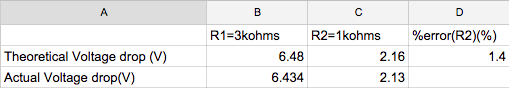 A B C D
R1=3kohms R2=1kohms %error(R2)(%)
Theoretical Voltage drop (V) 6.48 2.16 1.4
Actual Voltage drop(V) 6.434 2.13